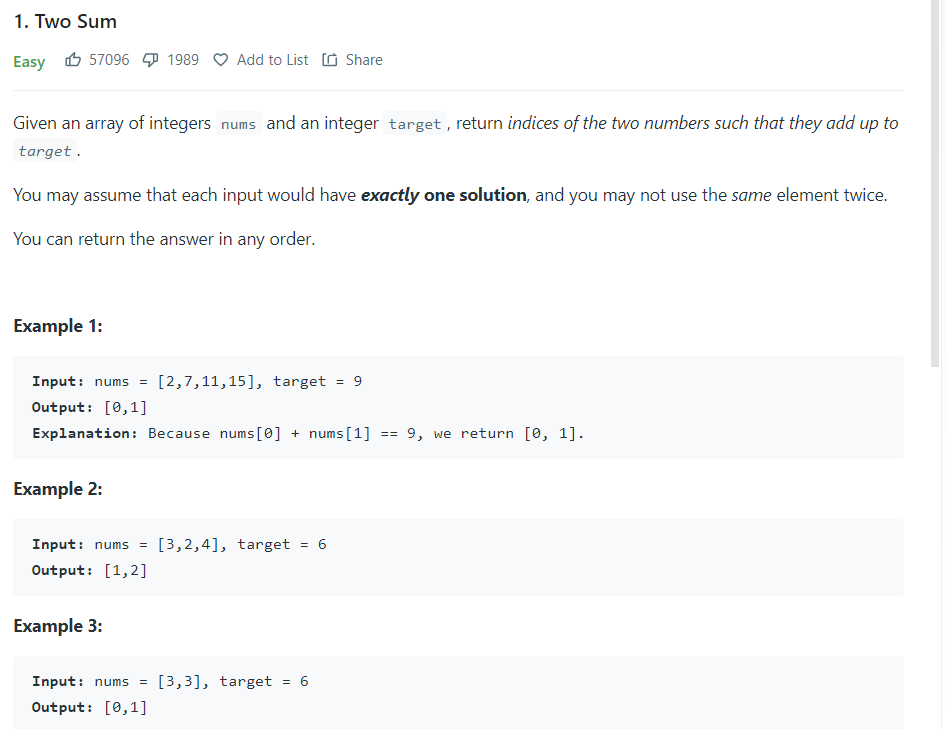 1. Two Sum
Easy 57096 1989 Add to List Share
Given an array of integers nums and an integer target, return indices of the two numbers such that they add up to
target.
You may assume that each input would have exactly one solution, and you may not use the same element twice.
You can return the answer in any order.
Example 1:
Input: nums = [2,7,11,15], target = 9
Output: [0,1]
Explanation: Because nums[0] + nums[1] == 9, we return [0, 1].
Example 2:
Input: nums = [3,2,4], target = 6
Output: [1,2]
Example 3:
Input: nums = [3,3], target = 6
Output: [0,1]